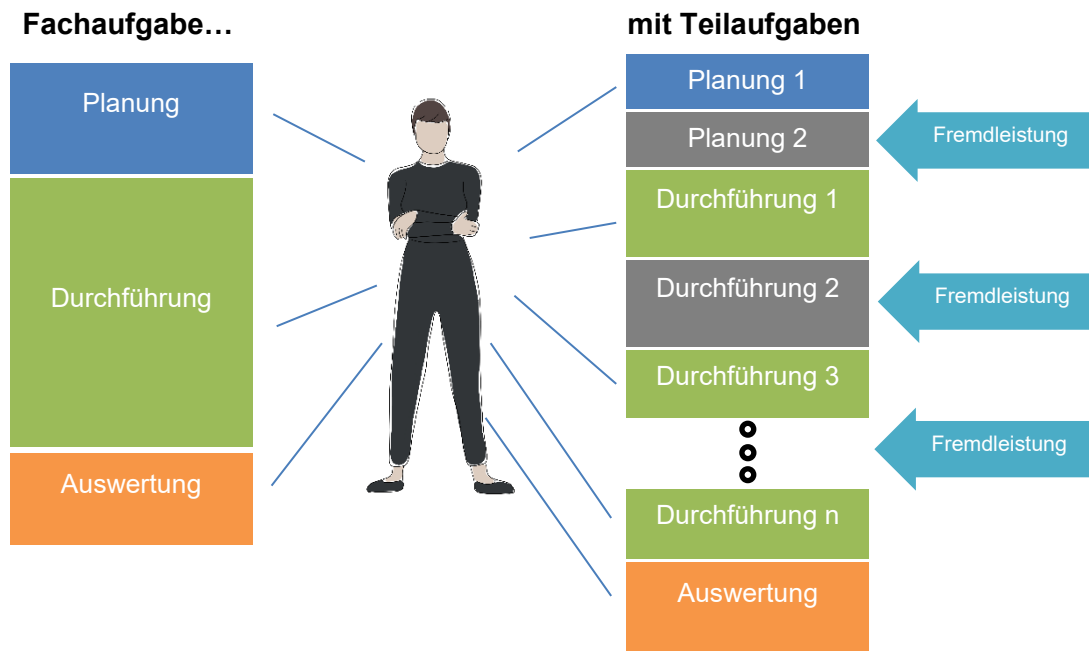 Fachaufgabe…
Planung
Durchführung
Auswertung
mit Teilaufgaben
Planung 1
Planung 2
Fremdleistung
Durchführung 1
Durchführung 2
Fremdleistung
Durchführung 3
Fremdleistung
Durchführung n
Auswertung